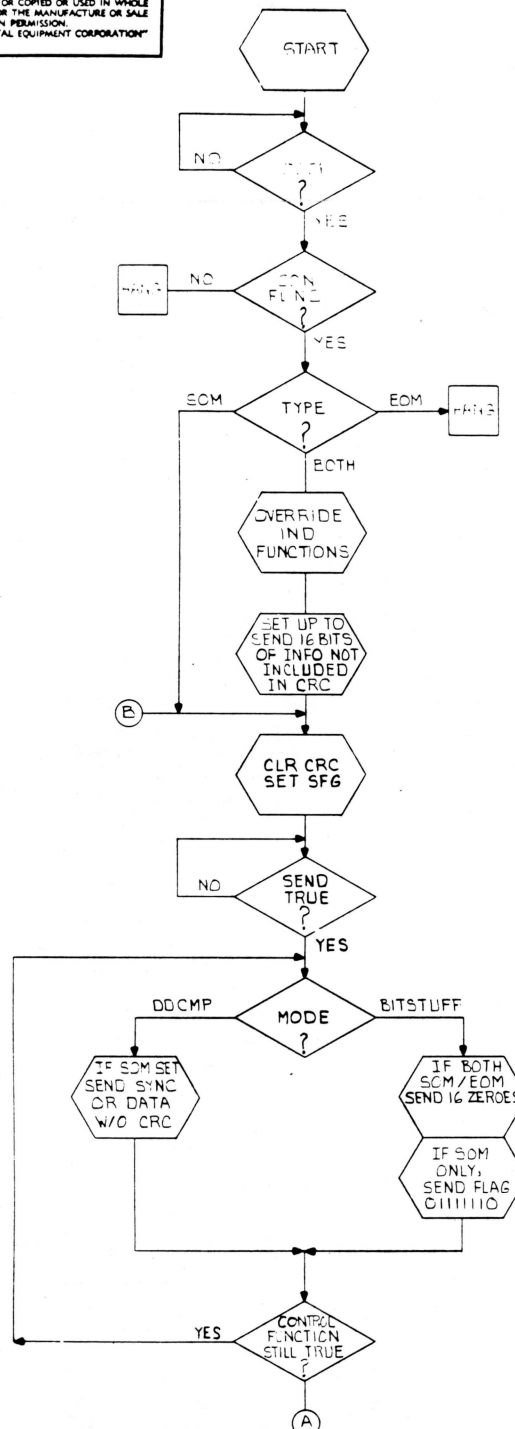 OR COPIED OR USED IN WHOLE
OR THE MANUFACTURE OR SALE
N PERMISSION.
AL EQUIPMENT CORPORATION"
START
NO
?
YES
HANG
NO
CON
FUNC
?
YES
SOM
TYPE
?
EOM
HANG
BOTH
OVERRIDE
IND
FUNCTIONS
SET UP TO
SEND 16 BITS
OF INFO NOT
INCLUDED
IN CRC
B
CLR CRC
SET SFG
NO
SEND
TRUE
?
YES
DDCMP
MODE
?
BITSTUFF
IF SOM SET
SEND SYNC
OR DATA
W/O CRC
IF BOTH
SOM/EOM
SEND 16 ZEROES
IF SOM
ONLY,
SEND FLAG
01111110
YES
CONTROL
FUNCTION
STILL TRUE
?
A